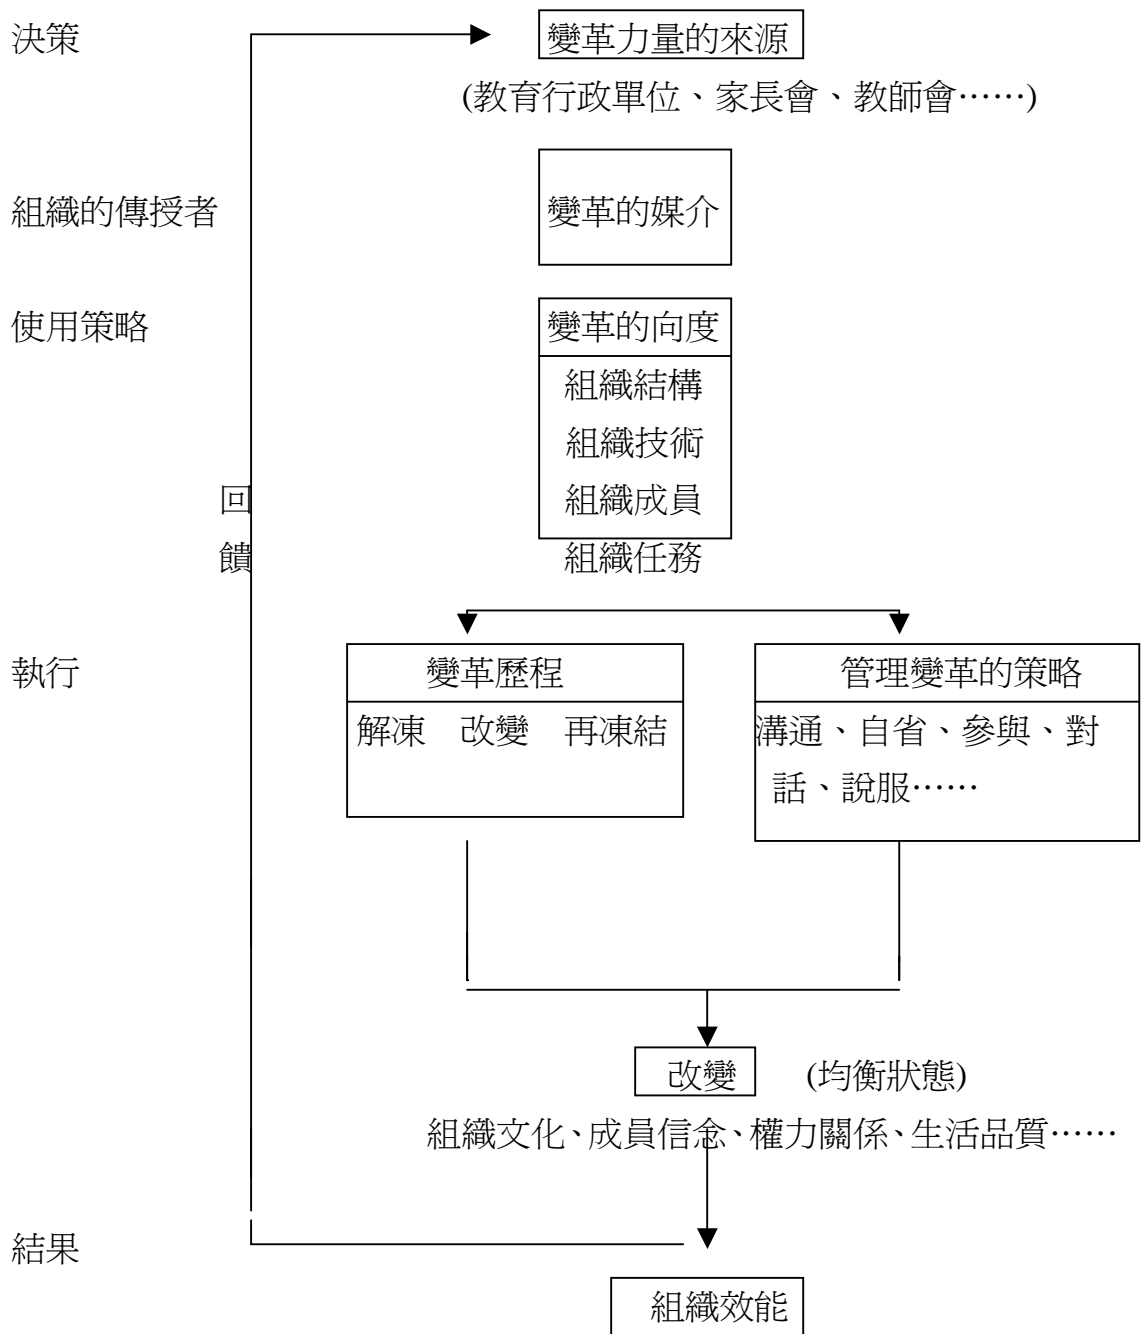 決策
變革力量的來源
(教育行政單位、家長會、教師會……)
組織的傳授者
變革的媒介
使用策略
變革的向度
組織結構
組織技術
組織成員
組織任務
回
饋
執行
變革歷程
解凍 改變 再凍結
管理變革的策略
溝通、自省、參與、對
話、說服……
改變 (均衡狀態)
組織文化、成員信念、權力關係、生活品質……
結果
組織效能